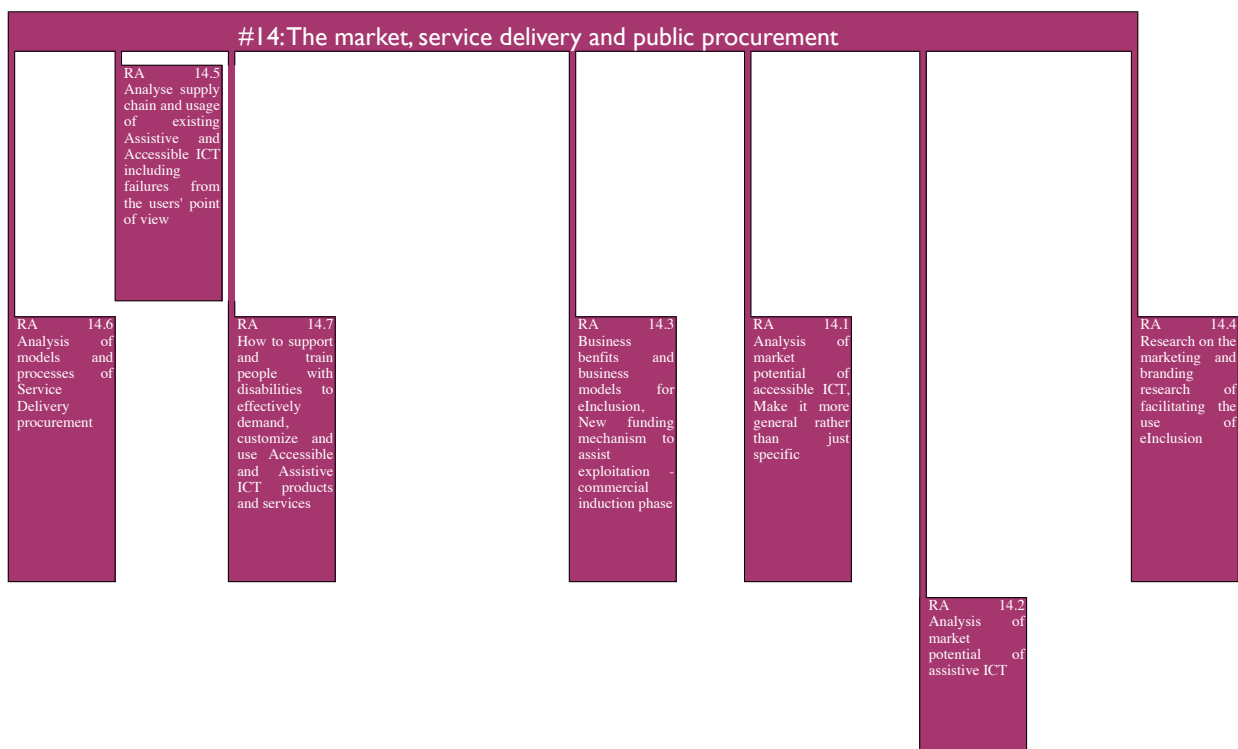 #14:The market, service delivery and public procurement
RA 14.5
Analyse supply
chain and usage
of existing
Assistive and
Accessible ICT
including
failures from
the users' point
of view
RA 14.6
Analysis of
models and
processes of
Service
Delivery
procurement
RA 14.7
How to support
and train
people with
disabilities to
effectively
demand,
customize and
use Accessible
and Assistive
ICT products
and services
RA 14.3
Business
benfits and
business
models for
eInclusion,
New funding
mechanism to
assist
exploitation -
commercial
induction phase
RA 14.1
Analysis of
market
potential of
accessible ICT,
Make it more
general rather
than just
specific
RA 14.4
Research on the
marketing and
branding
research of
facilitating the
use of
eInclusion
RA 14.2
Analysis of
market
potential of
assistive ICT